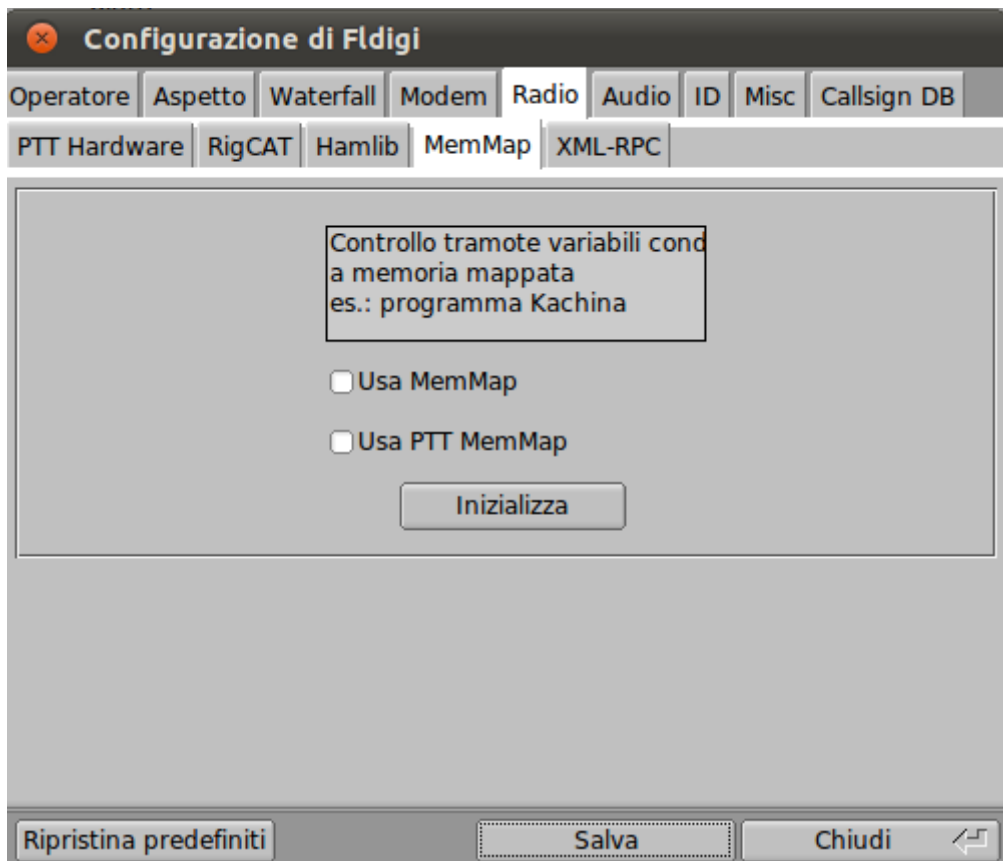 Configurazione di Fldigi
Operatore Aspetto Waterfall Modem Radio Audio ID Misc Callsign DB
PTT Hardware RigCAT Hamlib MemMap XML-RPC
Controllo tramote variabili cond
a memoria mappata
es.: programma Kachina
Usa MemMap
Usa PTT MemMap
Inizializza
Ripristina predefiniti Salva Chiudi